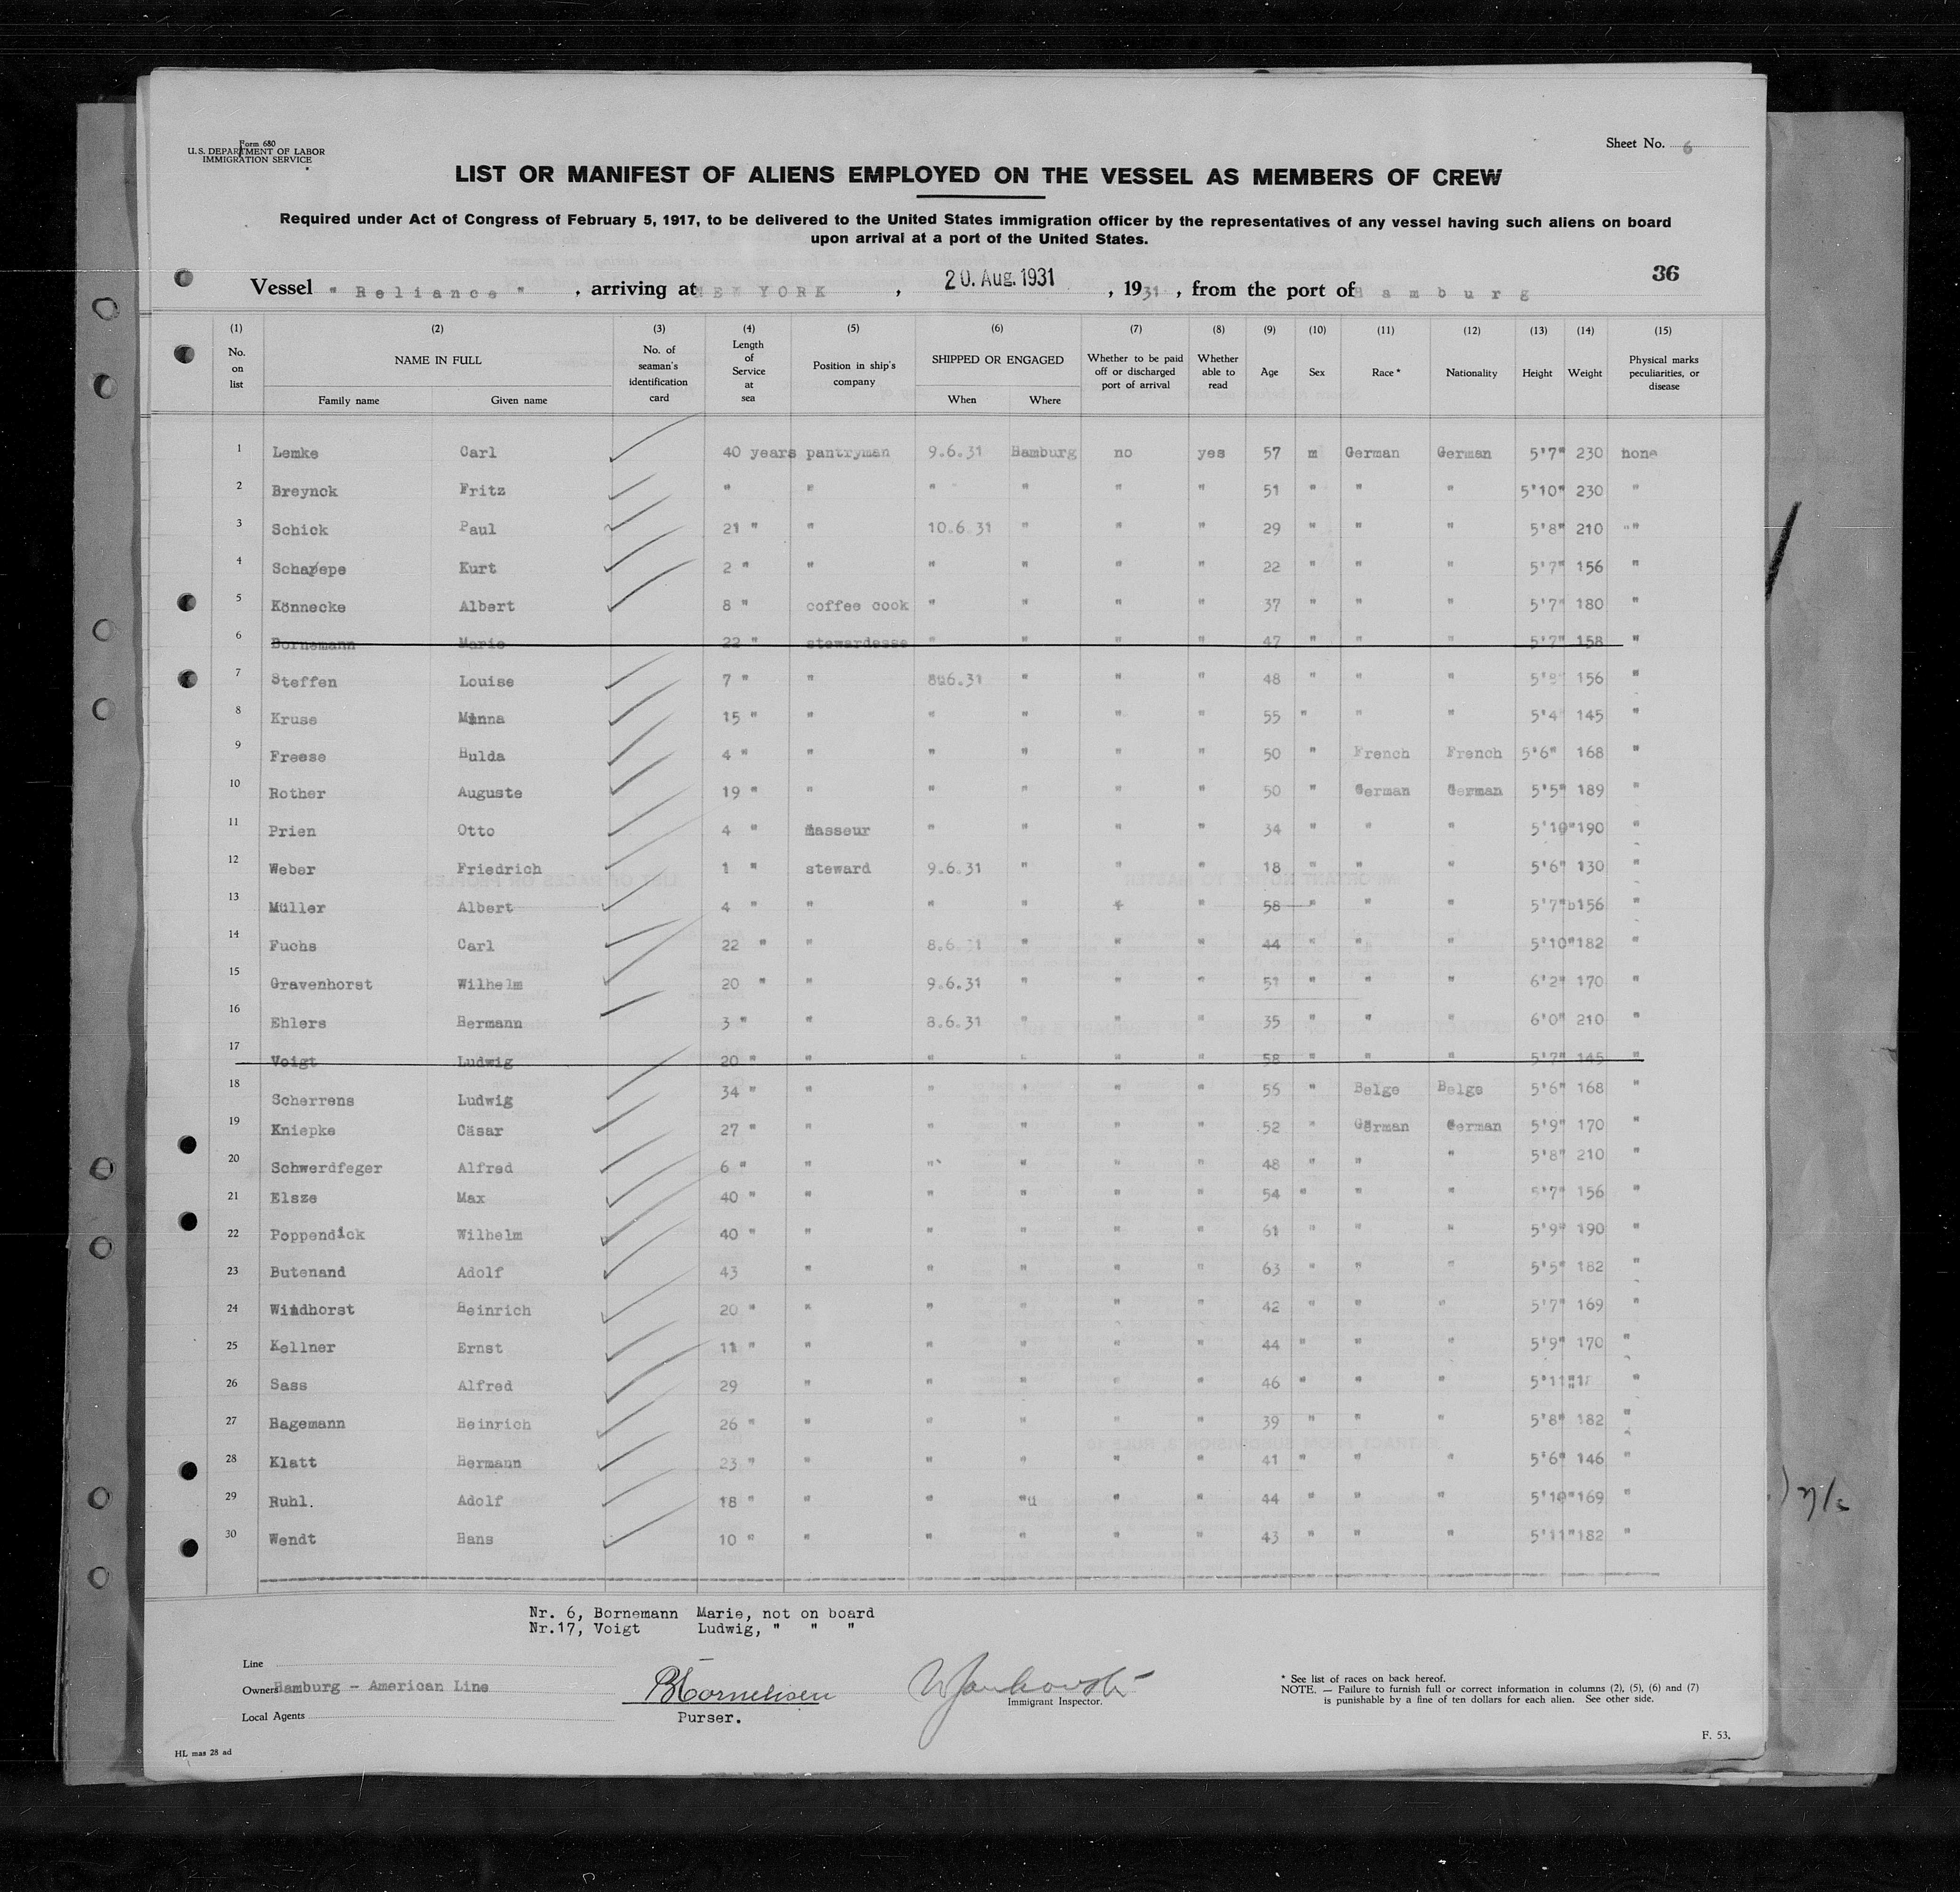 Form 680
U. S. DEPARTMENT OF LABOR
IMMIGRATION SERVICE
Sheet No. 6
LIST OR MANIFEST OF ALIENS EMPLOYED ON THE VESSEL AS MEMBERS OF CREW
Required under Act of Congress of February 5, 1917, to be delivered to the United States immigration officer by the representatives of any vessel having such aliens on board
upon arrival at a port of the United States.
36
Vessel " Reliance " , arriving at NEW YORK , 20. Aug. 1931 , 1931 , from the port of Hamburg
(1) (2) (3) (4) (5) (6) (7) (8) (9) (10) (11) (12) (13) (14) (15)
No. on list NAME IN FULL Family name Given name No. of seaman's identification card Length of Service at sea Position in ship's company SHIPPED OR ENGAGED When Where Whether to be paid off or discharged port of arrival Whether able to read Age Sex Race * Nationality Height Weight Physical marks peculiarities, or disease
1 Lemke Carl 40 years pantryman 9.6.31 Hamburg no yes 57 m German German 5'7" 230 none
2 Breynck Fritz " " " " " " 51 " " " 5'10" 230 "
3 Schick Paul 21 " " 10.6.31 " " " 29 " " " 5'8" 210 " "
4 Schapepe Kurt 2 " " " " " " 22 " " " 5'7" 156 "
5 Könnecke Albert 8 " coffee cook " " " " 37 " " " 5'7" 180 "
6 Bornemann Marie 22 " stewardesse " " " " 47 " " " 5'7" 158 "
7 Steffen Louise 7 " " 8.6.31 " " " 48 " " " 5'8" 156 "
8 Kruse Minna 15 " " " " " " 55 " " " 5'4" 145 "
9 Freese Hulda 4 " " " " " " 50 " French French 5'6" 168 "
10 Rother Auguste 19 " " " " " " 50 " German German 5'5" 189 "
11 Prien Otto 4 " masseur " " " " 34 " " " 5'10" 190 "
12 Weber Friedrich 1 " steward 9.6.31 " " " 18 " " " 5'6" 130 "
13 Müller Albert 4 " " " " " " 58 " " " 5'7" 156 "
14 Fuchs Carl 22 " " 8.6.31 " " " 44 " " " 5'10" 182 "
15 Gravenhorst Wilhelm 20 " " 9.6.31 " " " 51 " " " 6'2" 170 "
16 Ehlers Hermann 3 " " 8.6.31 " " " 35 " " " 6'0" 210 "
17 Voigt Ludwig 20 " " " " " " 58 " " " 5'7" 145 "
18 Scherrens Ludwig 34 " " " " " " 55 " Belge Belge 5'6" 168 "
19 Kniepke Cäsar 27 " " " " " " 52 " German German 5'9" 170 "
20 Schwerdfeger Alfred 6 " " " " " " 48 " " " 5'8" 210 "
21 Elsze Max 40 " " " " " " 54 " " " 5'7" 156 "
22 Poppendick Wilhelm 40 " " " " " " 61 " " " 5'9" 190 "
23 Butenand Adolf 43 " " " " " 63 " " " 5'5" 182 "
24 Windhorst Heinrich 20 " " " " " " 42 " " " 5'7" 169 "
25 Kellner Ernst 11 " " " " " " 44 " " " 5'9" 170 "
26 Sass Alfred 29 " " " " " 46 " " " 5'11" "
27 Hagemann Heinrich 26 " " " " " " 39 " " " 5'8" 182 "
28 Klatt Hermann 23 " " " " " " 41 " " " 5'6" 146 "
29 Ruhl. Adolf 18 " " " " " " 44 " " " 5'10" 169 "
30 Wendt Hans 10 " " " " " " 43 " " " 5'11" 182 "
Nr. 6, Bornemann Marie, not on board
Nr.17, Voigt Ludwig, " " "
Line
Owners Hamburg - American Line
Local Agents
Purser.
Immigrant Inspector.
* See list of races on back hereof.
NOTE. — Failure to furnish full or correct information in columns (2), (5), (6) and (7)
is punishable by a fine of ten dollars for each alien. See other side.
F. 53.
HL mas 28 ad